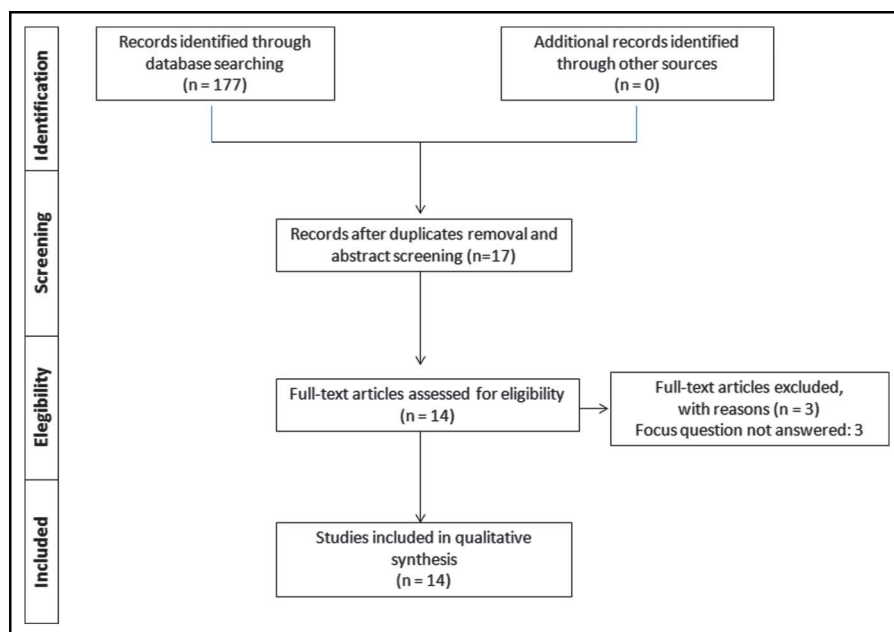 Identification
Records identified through
database searching
(n = 177)
Additional records identified
through other sources
(n = 0)
Screening
Records after duplicates removal and
abstract screening (n=17)
Elegibility
Full-text articles assessed for eligibility
(n = 14)
Full-text articles excluded,
with reasons (n = 3)
Focus question not answered: 3
Included
Studies included in qualitative
synthesis
(n = 14)